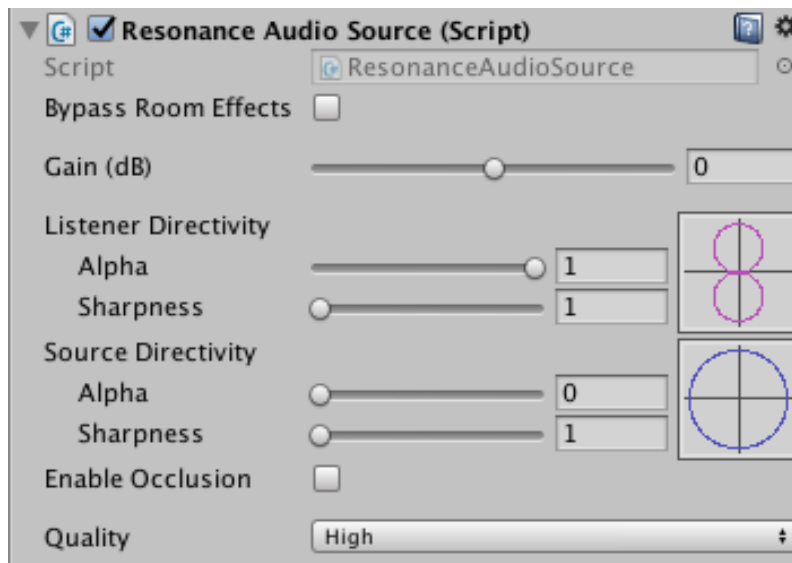 Resonance Audio Source (Script)
Script ResonanceAudioSource
Bypass Room Effects
Gain (dB) 0
Listener Directivity
Alpha 1
Sharpness 1
Source Directivity
Alpha 0
Sharpness 1
Enable Occlusion
Quality High